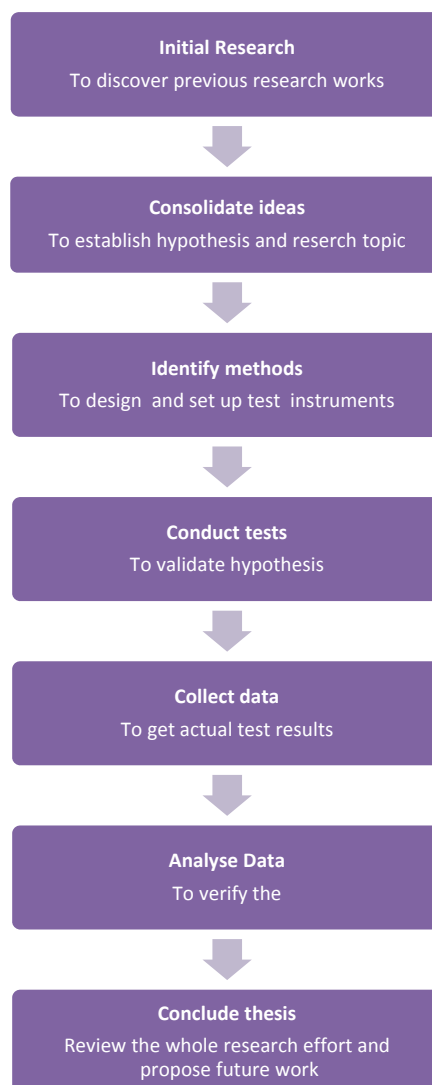 Initial Research
To discover previous research works
Consolidate ideas
To establish hypothesis and reserch topic
Identify methods
To design and set up test instruments
Conduct tests
To validate hypothesis
Collect data
To get actual test results
Analyse Data
To verify the
Conclude thesis
Review the whole research effort and
propose future work